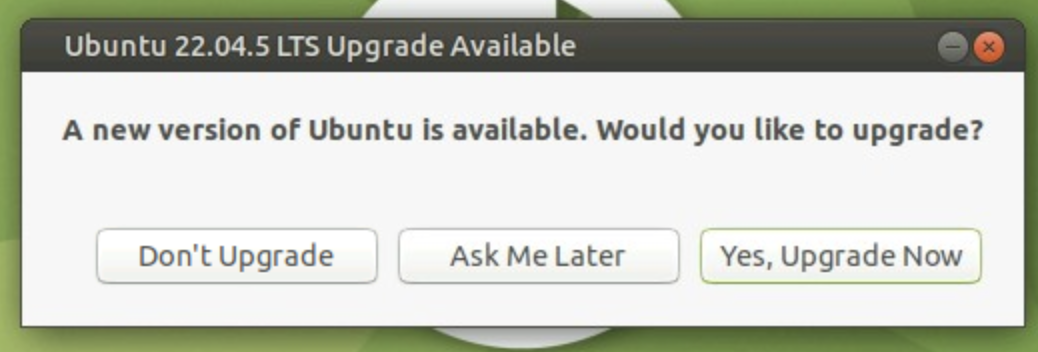 Ubuntu 22.04.5 LTS Upgrade Available
A new version of Ubuntu is available. Would you like to upgrade?
Don't Upgrade
Ask Me Later
Yes, Upgrade Now